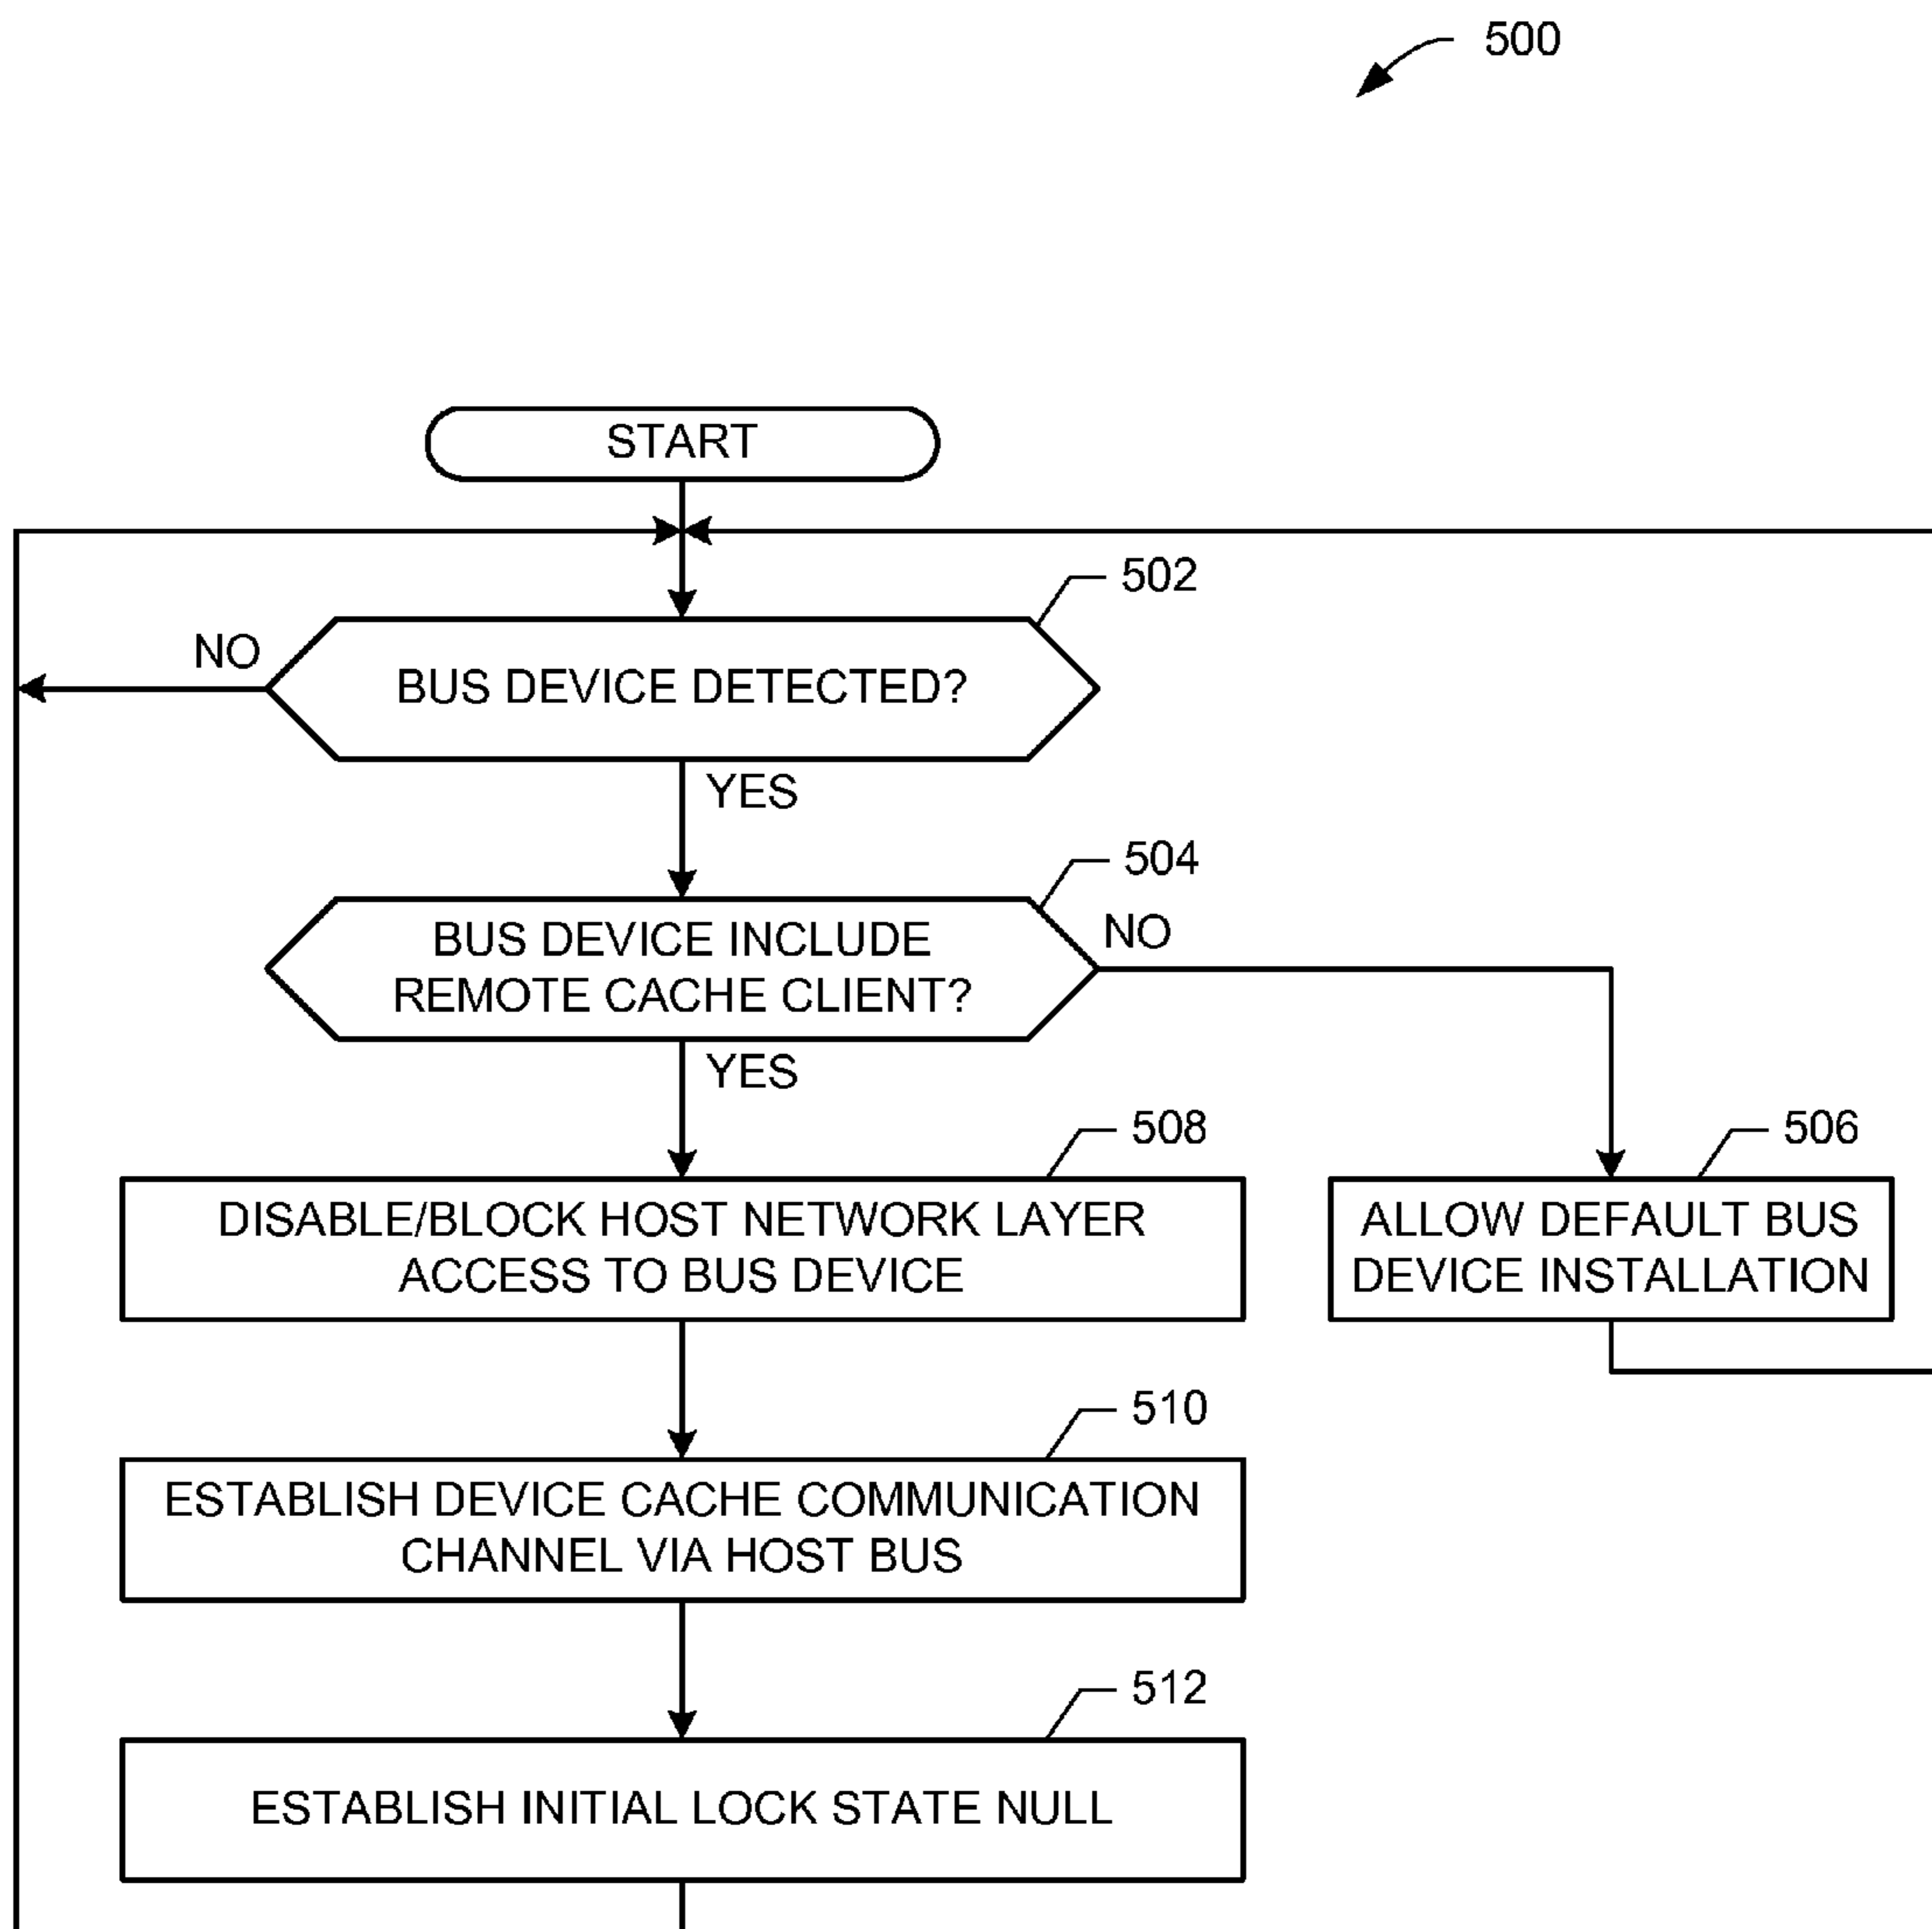 500
START
502
NO
BUS DEVICE DETECTED?
YES
504
BUS DEVICE INCLUDE
REMOTE CACHE CLIENT?
NO
YES
508
DISABLE/BLOCK HOST NETWORK LAYER
ACCESS TO BUS DEVICE
506
ALLOW DEFAULT BUS
DEVICE INSTALLATION
510
ESTABLISH DEVICE CACHE COMMUNICATION
CHANNEL VIA HOST BUS
512
ESTABLISH INITIAL LOCK STATE NULL